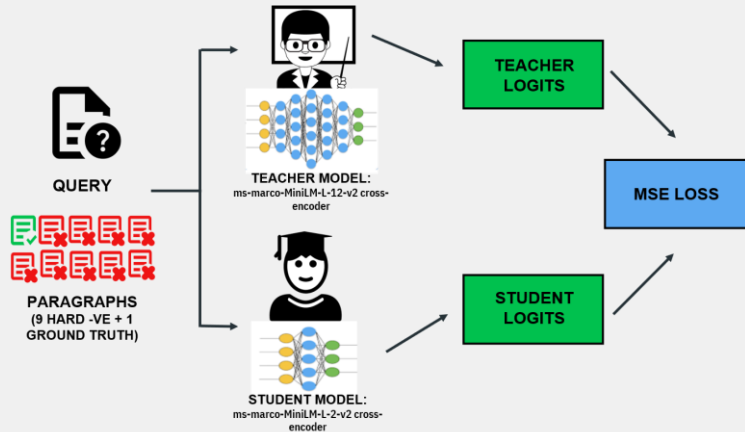 QUERY
PARAGRAPHS
(9 HARD -VE + 1
GROUND TRUTH)
TEACHER MODEL:
ms-marco-MiniLM-L-12-v2 cross-
encoder
STUDENT MODEL:
ms-marco-MiniLM-L-2-v2 cross-
encoder
TEACHER
LOGITS
STUDENT
LOGITS
MSE LOSS